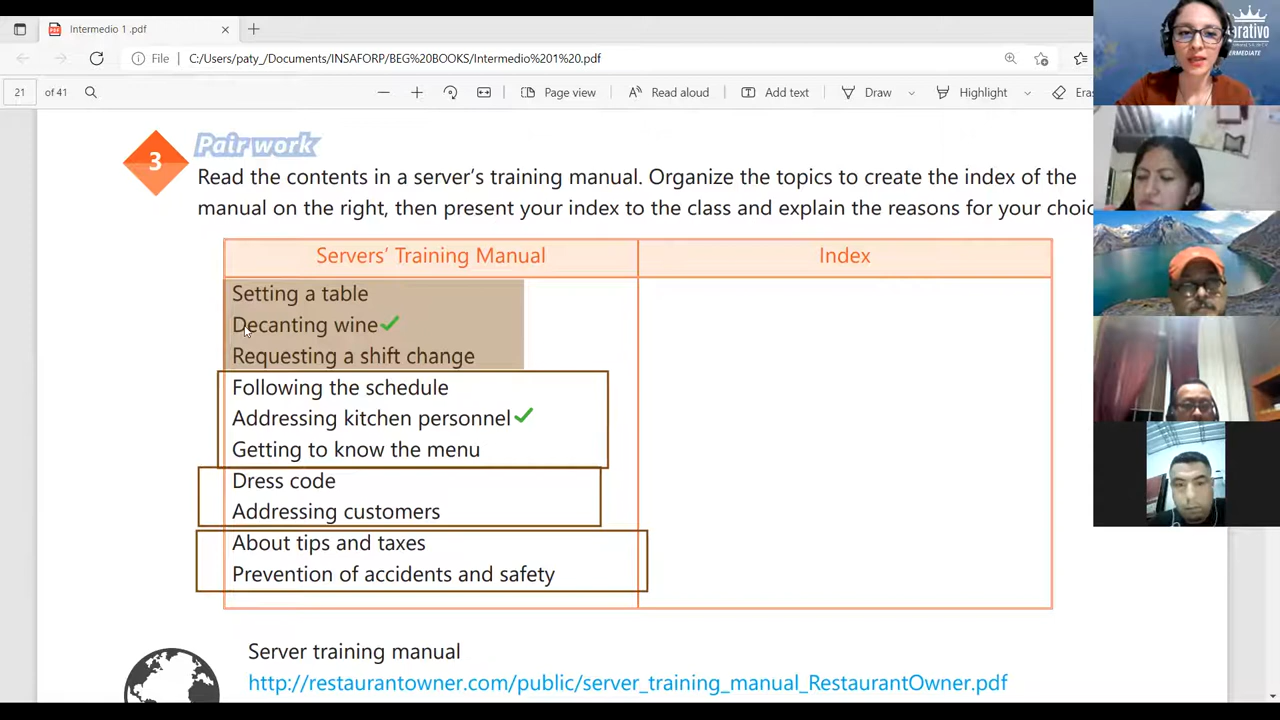 Intermedio 1 .pdf
File C:/Users/paty_/Documents/INSAFORP/BEG%20BOOKS/Intermedio%201%20.pdf
21 of 41 Page view Read aloud Add text Draw Highlight
rativo
ERMEDIATE
3 Pair work
Read the contents in a server's training manual. Organize the topics to create the index of the
manual on the right, then present your index to the class and explain the reasons for your
Servers' Training Manual Index
Setting a table
Decanting wine
Requesting a shift change
Following the schedule
Addressing kitchen personnel
Getting to know the menu
Dress code
Addressing customers
About tips and taxes
Prevention of accidents and safety
Server training manual
http://restaurantowner.com/public/server_training_manual_RestaurantOwner.pdf